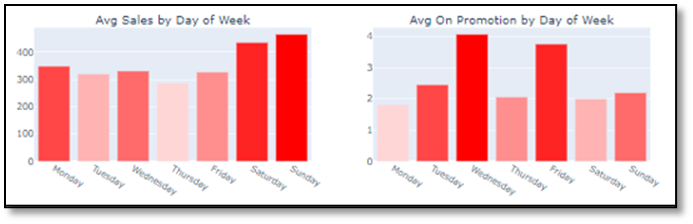 Avg Sales by Day of Week
400
300
200
100
0
Monday
Tuesday
Wednesday
Thursday
Friday
Saturday
Sunday
Avg On Promotion by Day of Week
4
3
2
1
0
Monday
Tuesday
Wednesday
Thursday
Friday
Saturday
Sunday